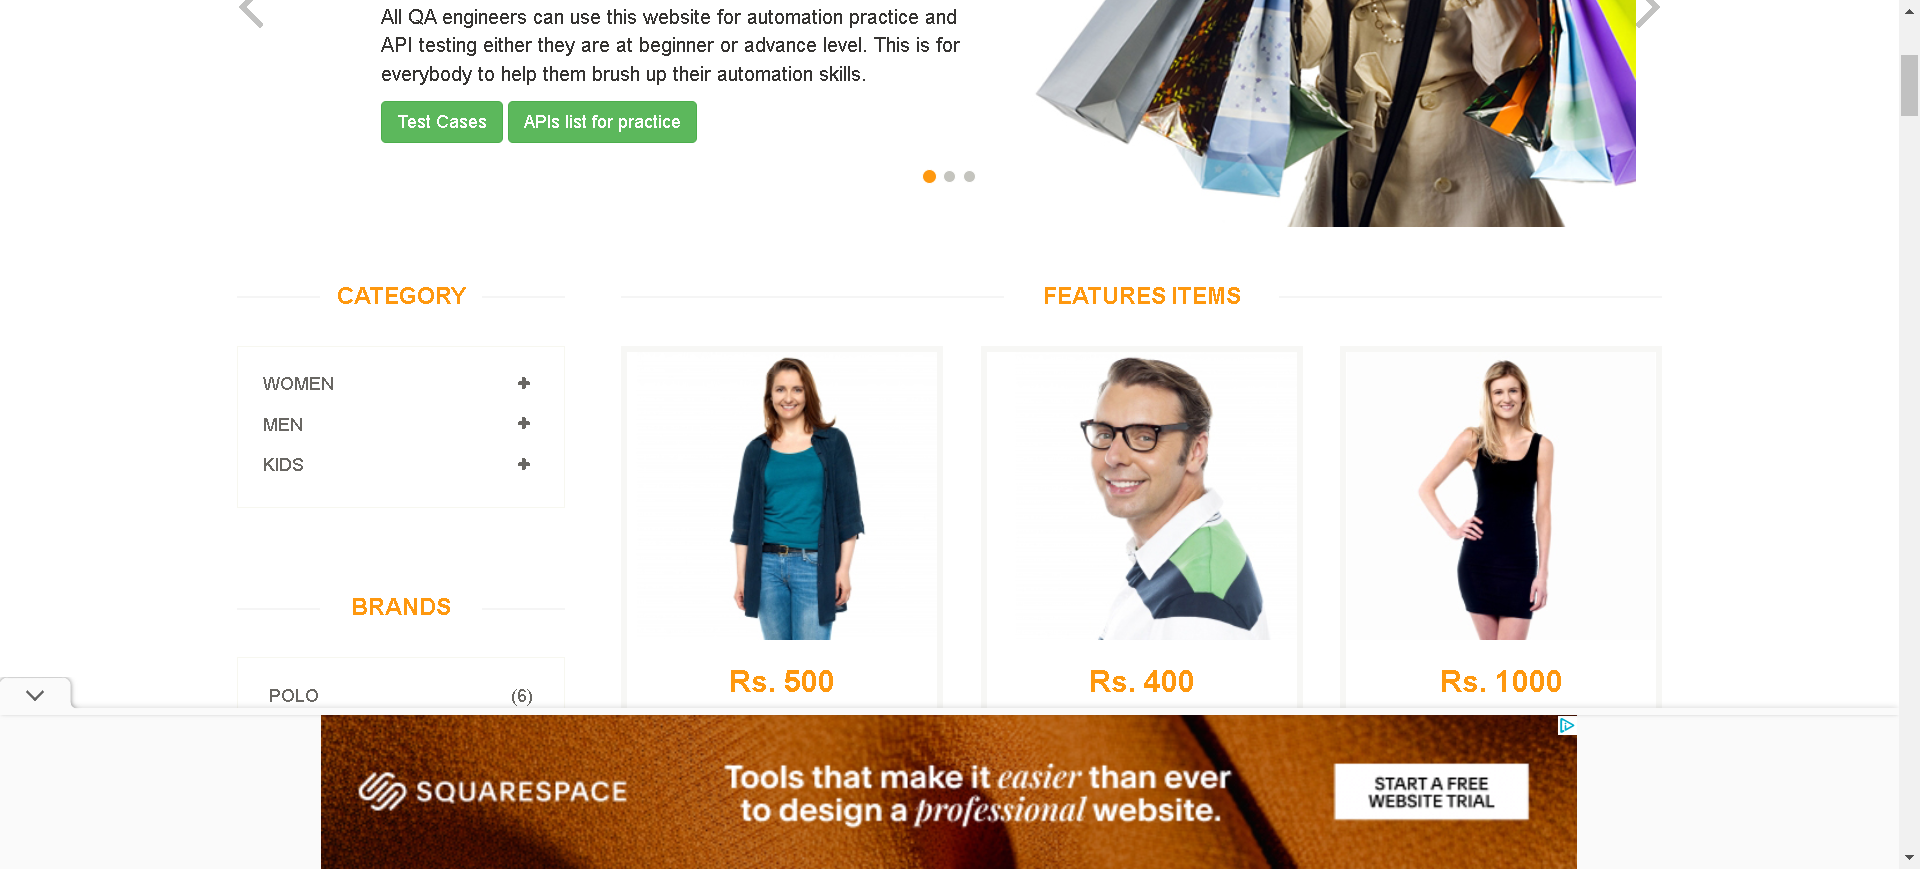 All QA engineers can use this website for automation practice and
API testing either they are at beginner or advance level. This is for
everybody to help them brush up their automation skills.
Test Cases
APIs list for practice
CATEGORY
WOMEN
MEN
KIDS
BRANDS
POLO (6)
FEATURES ITEMS
Rs. 500
Rs. 400
Rs. 1000
SQUARESPACE
Tools that make it easier than ever
to design a professional website.
START A FREE
WEBSITE TRIAL